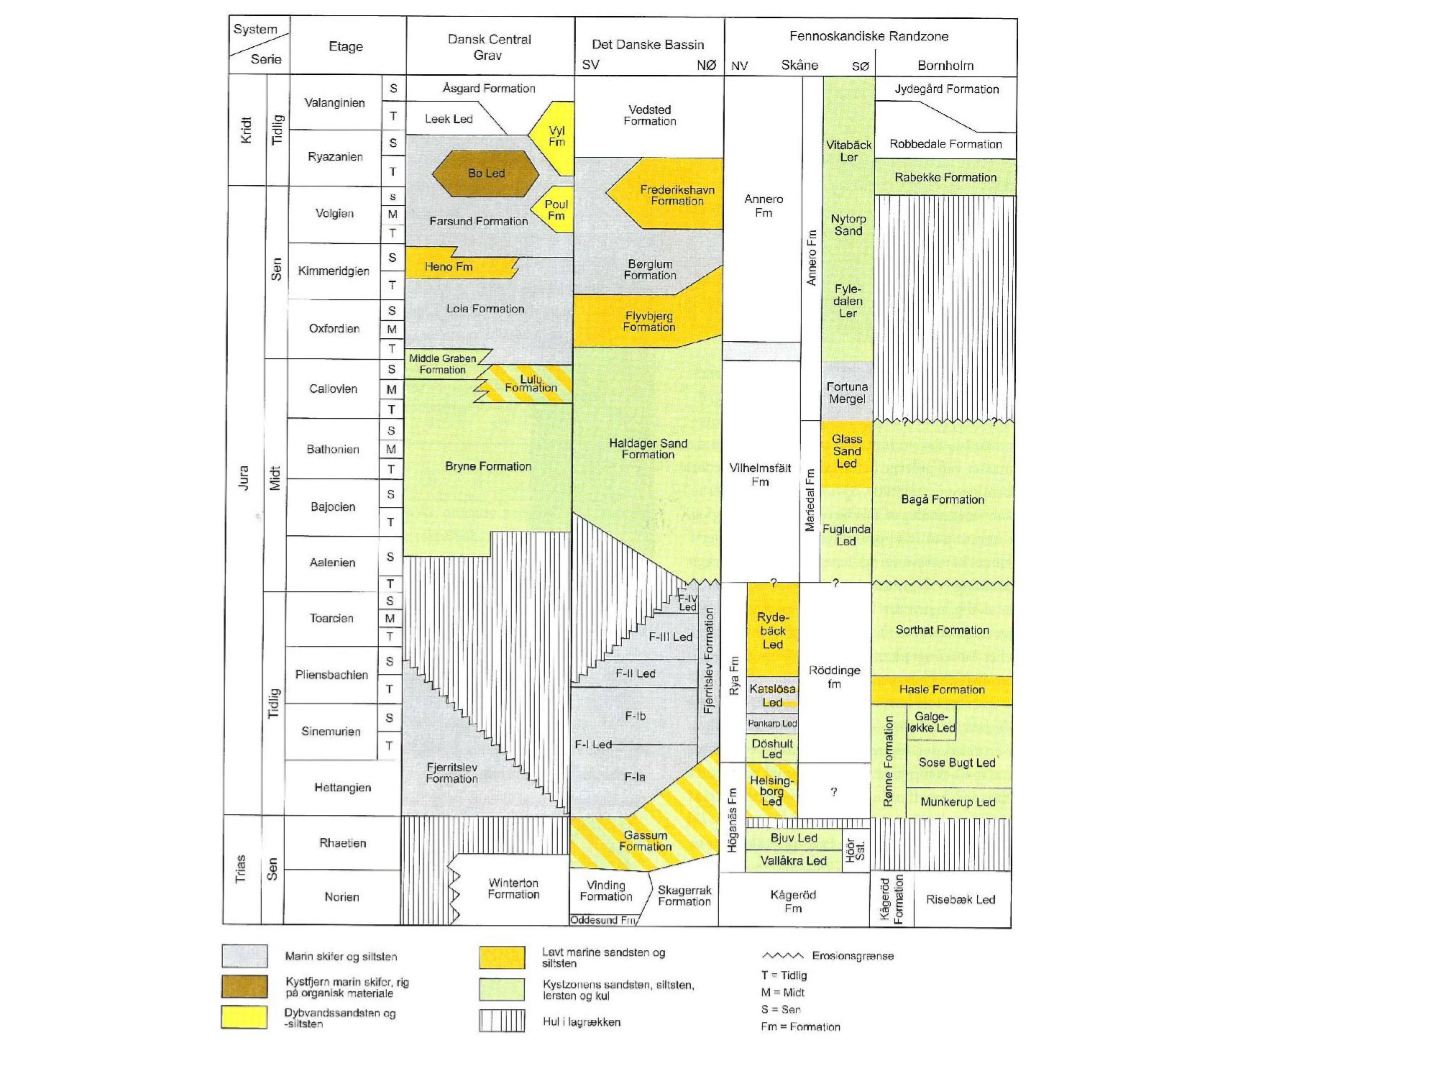 System
Serie
Etage
Dansk Central
Grav
Det Danske Bassin
SV
NØ
Fennoskandiske Randzone
NV
Skåne
SØ
Bornholm
Kridt
Tidlig
Valanginien
S
T
Ryazanien
S
T
Jura
Sen
Volgien
s
M
T
Kimmeridgien
S
T
Oxfordien
S
M
T
Midt
Callovien
S
M
T
Bathonien
S
M
T
Bajocien
S
T
Aalenien
S
T
Tidlig
Toarcien
S
M
T
Pliensbachien
S
T
Sinemurien
S
T
Hettangien
Trias
Sen
Rhaetien
Norien
Åsgard Formation
Leek Led
Vyl
Fm
Bo Led
Poul
Fm
Farsund Formation
Heno Fm
Lola Formation
Middle Graben
Formation
Lulu
Formation
Bryne Formation
Fjerritslev
Formation
Winterton
Formation
Vedsted
Formation
Frederikshavn
Formation
Børglum
Formation
Flyvbjerg
Formation
Haldager Sand
Formation
F-IV
Led
F-III Led
F-II Led
F-Ib
F-I Led
F-Ia
Fjerritslev Formation
Gassum
Formation
Vinding
Formation
Skagerrak
Formation
Oddesund Fm
Annero
Fm
Annero Fm
Vitabäck
Ler
Nytorp
Sand
Fyle-
dalen
Ler
Fortuna
Mergel
Vilhelmsfält
Fm
Mariedal Fm
Glass
Sand
Led
Fuglunda
Led
?
?
Rya Fm
Ryde-
bäck
Led
Katslösa
Led
Pankarp Led
Döshult
Led
Röddinge
fm
Höganäs Fm
Helsing-
borg
Led
?
Bjuv Led
Vallåkra Led
Höör
Sst.
Kågeröd
Fm
Jydegård Formation
Robbedale Formation
Rabekke Formation
?
?
Bagå Formation
Sorthat Formation
Hasle Formation
Rønne Formation
Galge-
løkke Led
Sose Bugt Led
Munkerup Led
Kågeröd
Formation
Risebæk Led
Marin skifer og siltsten
Kystfjern marin skifer, rig
på organisk materiale
Dybvandssandsten og
-siltsten
Lavt marine sandsten og
siltsten
Kystzonens sandsten, siltsten,
lersten og kul
Hul i lagrækken
Erosionsgrænse
T = Tidlig
M = Midt
S = Sen
Fm = Formation